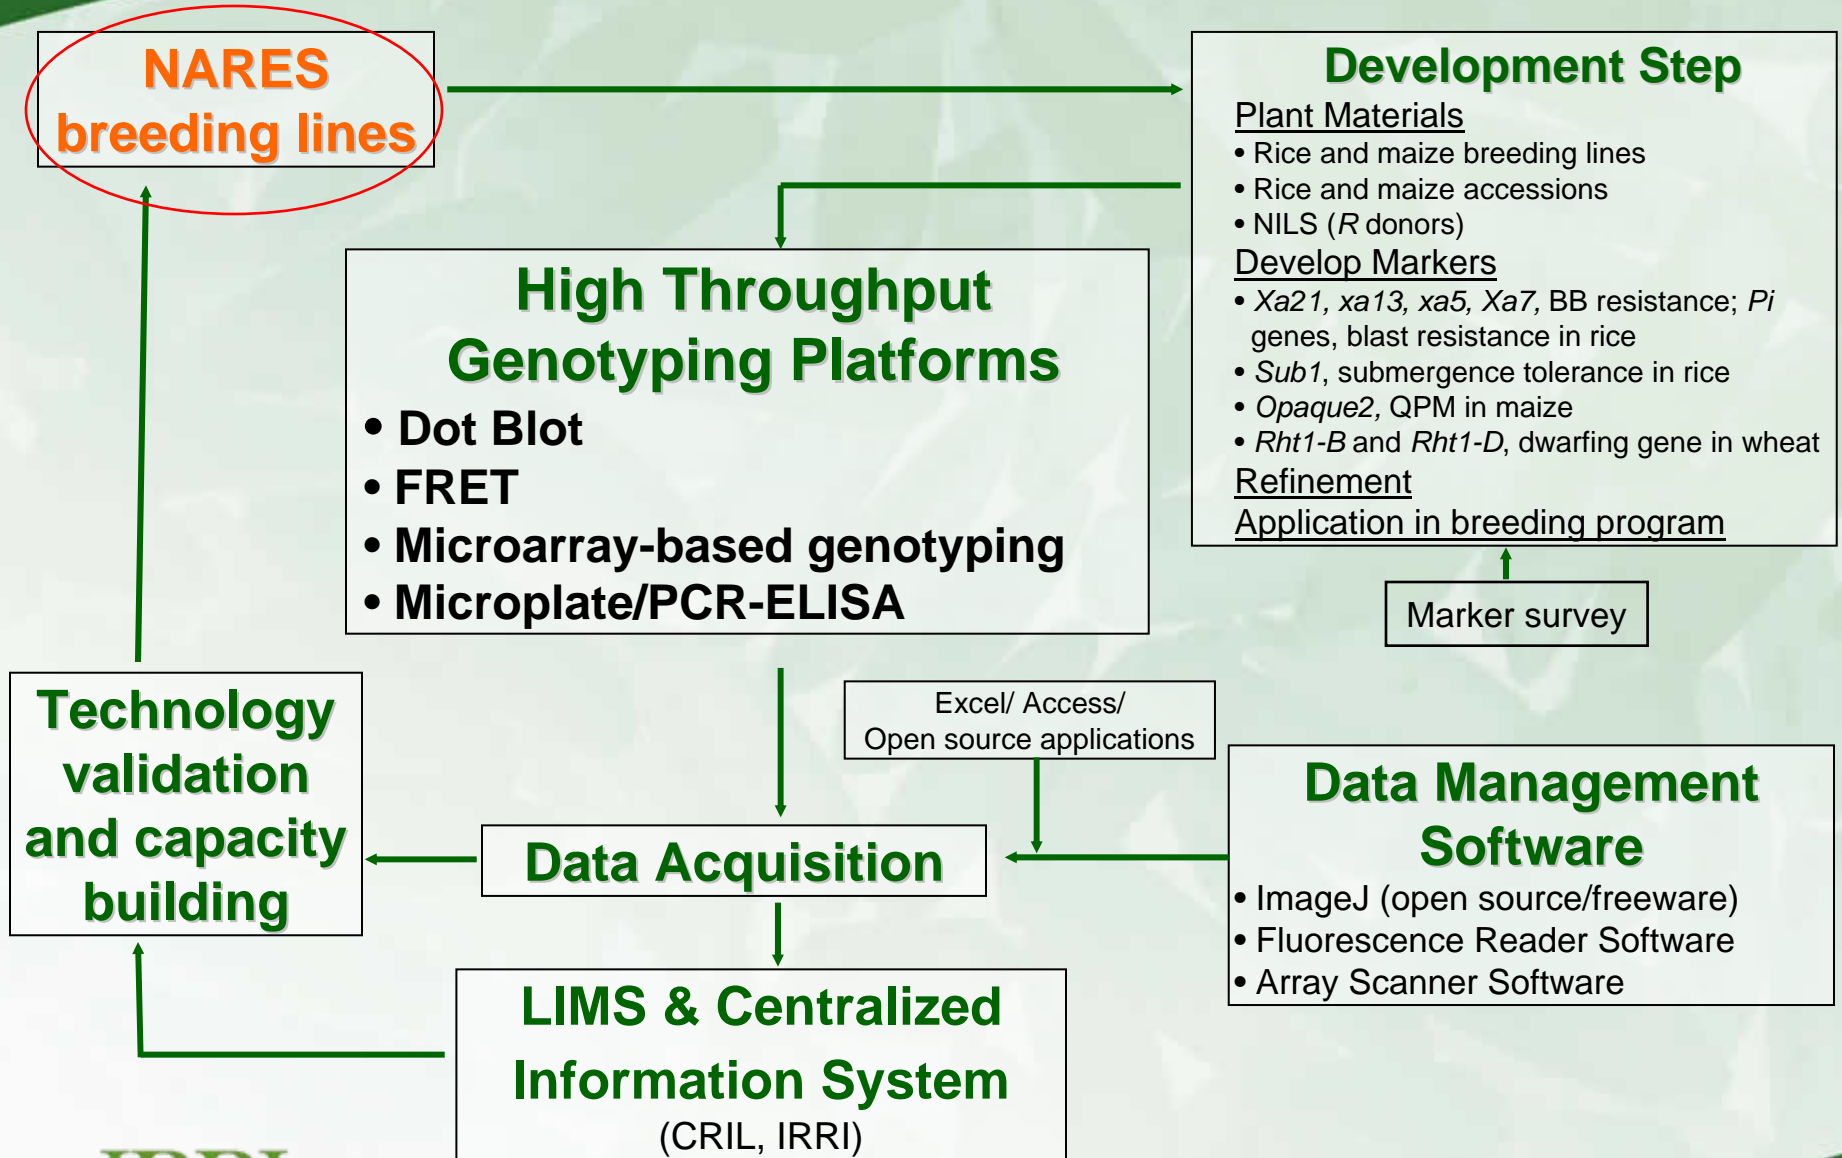 NARES
breeding lines
Development Step
Plant Materials
• Rice and maize breeding lines
• Rice and maize accessions
• NILS (R donors)
Develop Markers
• Xa21, xa13, xa5, Xa7, BB resistance; Pi
genes, blast resistance in rice
• Sub1, submergence tolerance in rice
• Opaque2, QPM in maize
• Rht1-B and Rht1-D, dwarfing gene in wheat
Refinement
Application in breeding program
Marker survey
High Throughput
Genotyping Platforms
• Dot Blot
• FRET
• Microarray-based genotyping
• Microplate/PCR-ELISA
Technology
validation
and capacity
building
Excel/ Access/
Open source applications
Data Acquisition
Data Management
Software
• ImageJ (open source/freeware)
• Fluorescence Reader Software
• Array Scanner Software
LIMS & Centralized
Information System
(CRIL, IRRI)